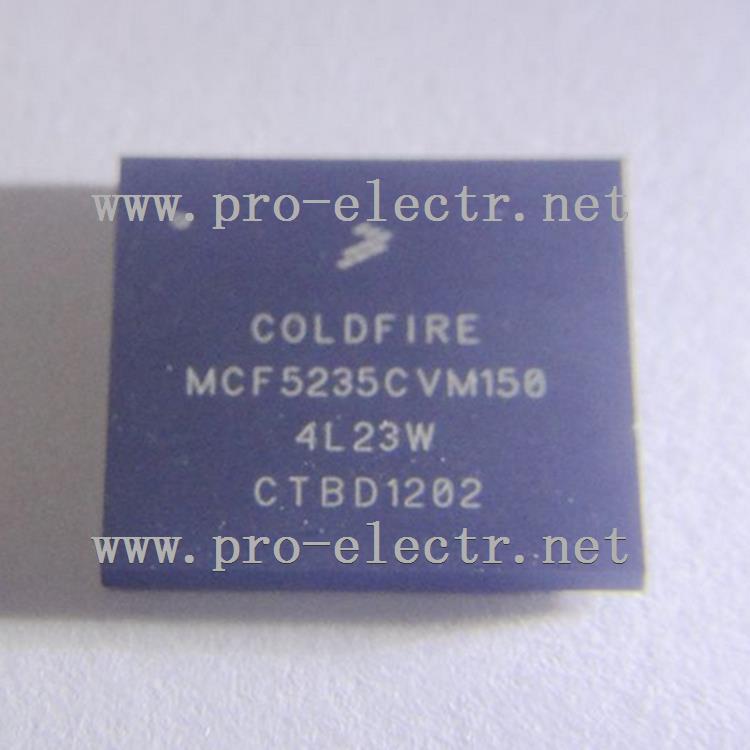 www.pro-electr.net
COLDFIRE
MCF5235CVM150
4L23W
CTBD1202
www.pro-electr.net